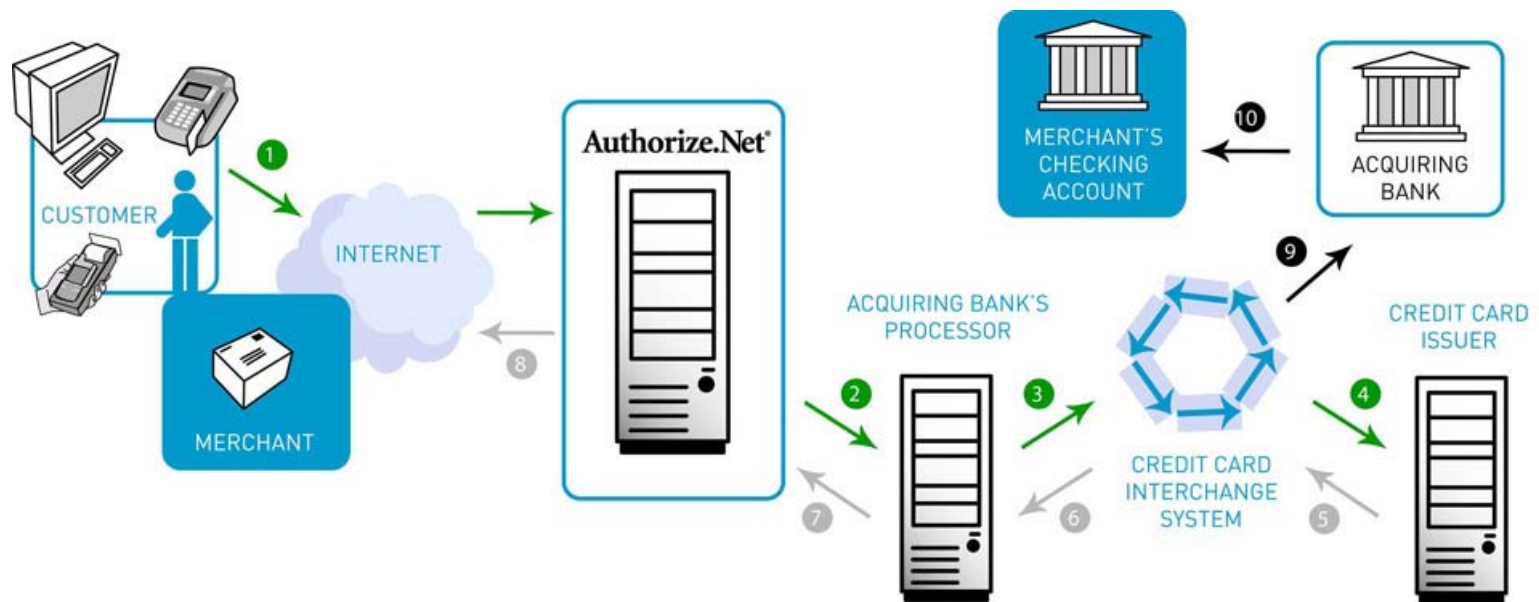 CUSTOMER
MERCHANT
1
INTERNET
8
Authorize.Net®
2
7
ACQUIRING BANK'S
PROCESSOR
3
6
CREDIT CARD
INTERCHANGE
SYSTEM
4
5
CREDIT CARD
ISSUER
9
ACQUIRING
BANK
10
MERCHANT'S
CHECKING
ACCOUNT